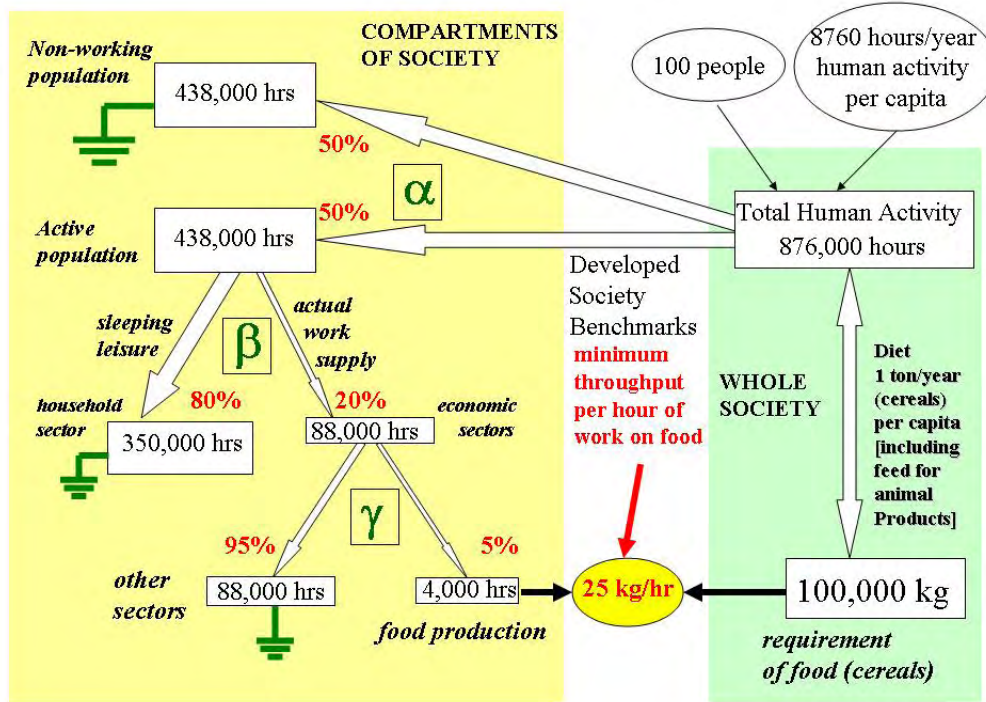 Non-working
population
438,000 hrs
50%
COMPARTMENTS
OF SOCIETY
100 people
8760 hours/year
human activity
per capita
α
50%
Active
population
438,000 hrs
Total Human Activity
876,000 hours
sleeping
leisure
β
actual
work
supply
Developed
Society
Benchmarks
minimum
throughput
per hour of
work on food
WHOLE
SOCIETY
Diet
1 ton/year
(cereals)
per capita
[including
feed for
animal
Products]
household
sector
80%
350,000 hrs
20%
88,000 hrs
economic
sectors
γ
95%
5%
other
sectors
88,000 hrs
4,000 hrs
food production
25 kg/hr
100,000 kg
requirement
of food (cereals)